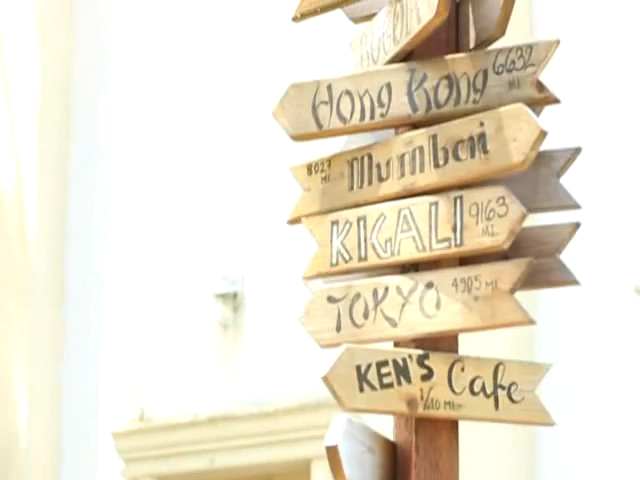 Hong Kong 6632 MI
8027 MI Mumbai
KIGALI 9163 MI.
TOKYO 4905 MI
KEN'S Cafe
1/10 MI